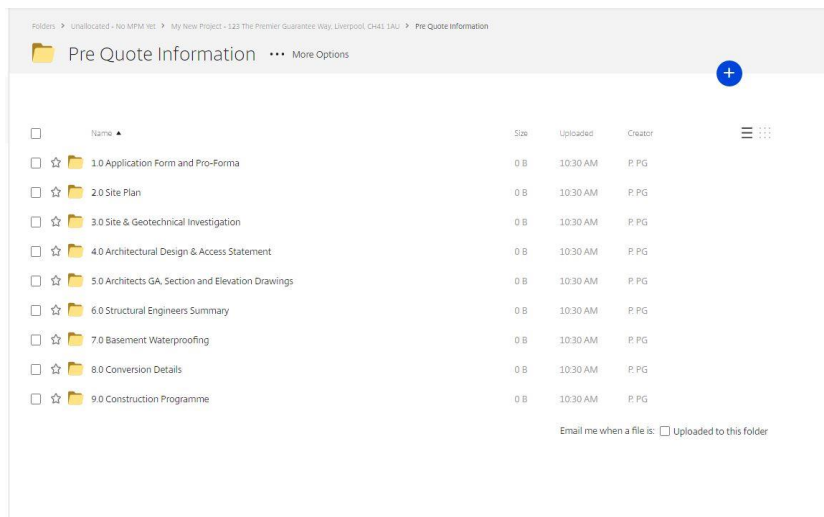 Folders > Unallocated - No MPM Yet > My New Project - 123 The Premier Guarantee Way, Liverpool, CH41 1AU > Pre Quote Information
Pre Quote Information ••• More Options
Name ▲ Size Uploaded Creator
1.0 Application Form and Pro-Forma 0 B 10:30 AM P. PG
2.0 Site Plan 0 B 10:30 AM P. PG
3.0 Site & Geotechnical Investigation 0 B 10:30 AM P. PG
4.0 Architectural Design & Access Statement 0 B 10:30 AM P. PG
5.0 Architects GA, Section and Elevation Drawings 0 B 10:30 AM P. PG
6.0 Structural Engineers Summary 0 B 10:30 AM P. PG
7.0 Basement Waterproofing 0 B 10:30 AM P. PG
8.0 Conversion Details 0 B 10:30 AM P. PG
9.0 Construction Programme 0 B 10:30 AM P. PG
Email me when a file is: Uploaded to this folder